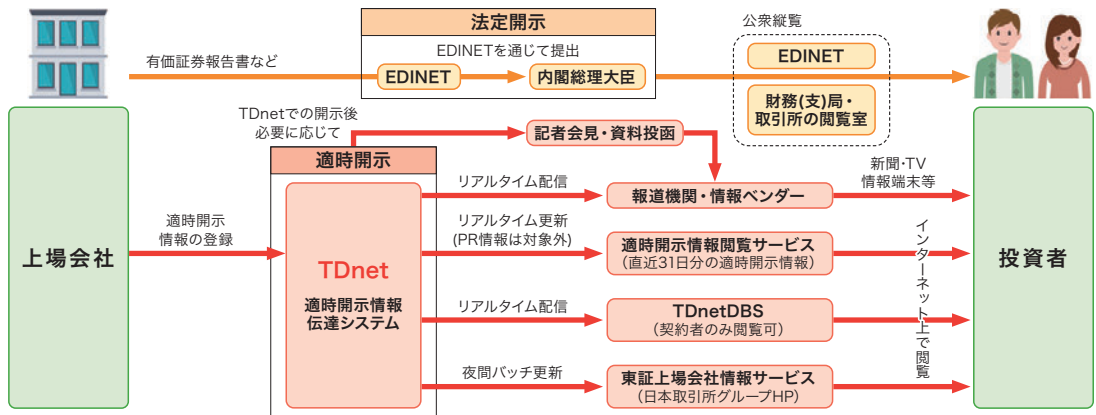 法定開示
EDINETを通じて提出
有価証券報告書など
EDINET
内閣総理大臣
公衆縦覧
EDINET
財務(支)局・
取引所の閲覧室
TDnetでの開示後
必要に応じて
記者会見・資料投函
適時開示
上場会社
適時開示
情報の登録
TDnet
適時開示情報
伝達システム
リアルタイム配信
報道機関・情報ベンダー
新聞・TV
情報端末等
リアルタイム更新
(PR情報は対象外)
適時開示情報閲覧サービス
(直近31日分の適時開示情報)
リアルタイム配信
TDnetDBS
(契約者のみ閲覧可)
夜間バッチ更新
東証上場会社情報サービス
(日本取引所グループHP)
インターネット上で閲覧
投資者